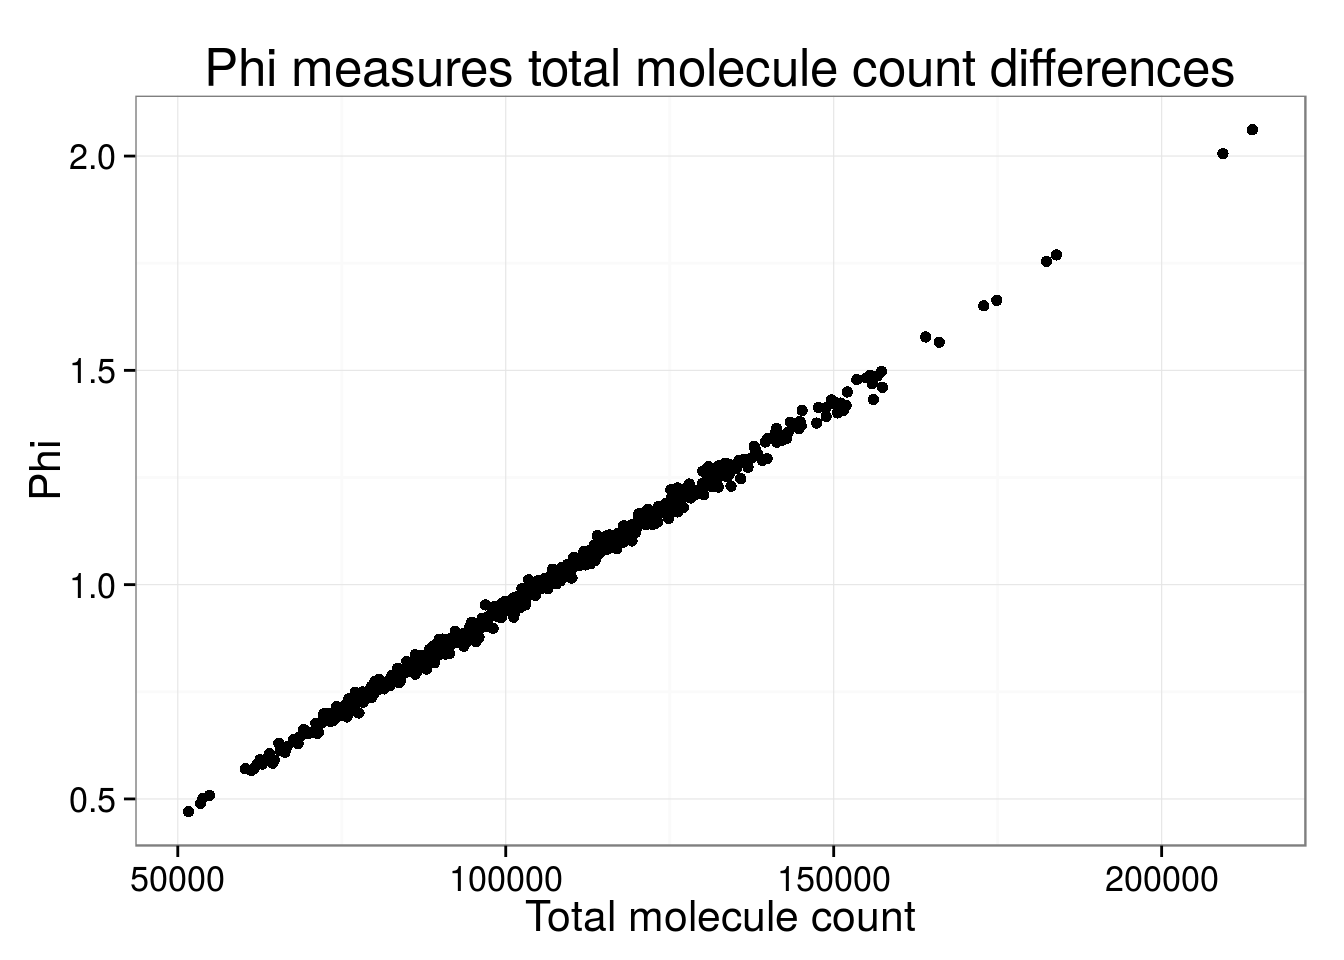 Phi measures total molecule count differences
2.0
1.5
1.0
0.5
Phi
50000 100000 150000 200000
Total molecule count